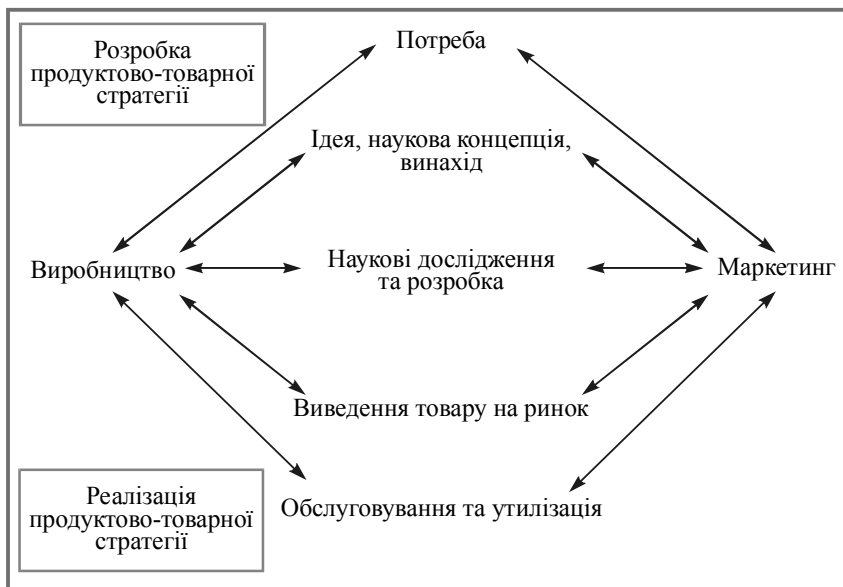 Розробка
продуктово-товарної
стратегії
Потреба
Ідея, наукова концепція,
винахід
Виробництво
Наукові дослідження
та розробка
Маркетинг
Виведення товару на ринок
Реалізація
продуктово-товарної
стратегії
Обслуговування та утилізація